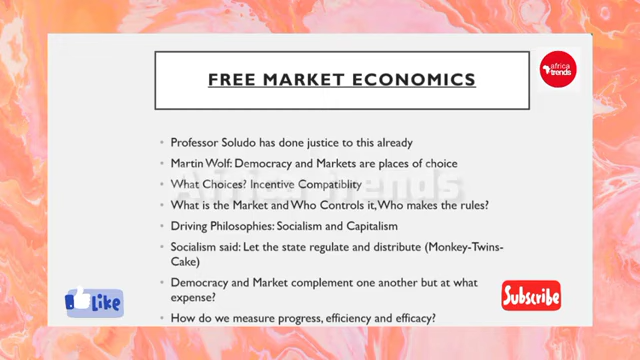 FREE MARKET ECONOMICS
africa
trends
• Professor Soludo has done justice to this already
• Martin Wolf: Democracy and Markets are places of choice
• What Choices? Incentive Compatiblity
Africa Trends
• What is the Market and Who Controls it, Who makes the rules?
• Driving Philosophies: Socialism and Capitalism
• Socialism said: Let the state regulate and distribute (Monkey-Twins-
Cake)
• Democracy and Market complement one another but at what
expense?
• How do we measure progress, efficiency and efficacy?
Like
Subscribe